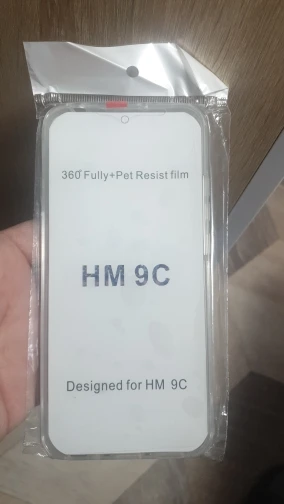 360°Fully+Pet Resist film
HM 9C
Designed for HM 9C